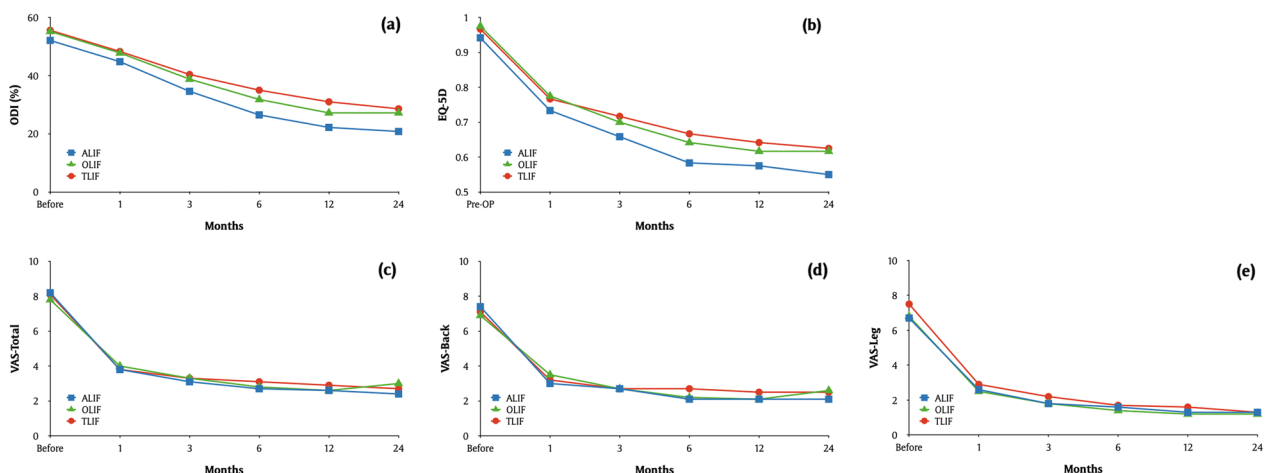 (a)
60
40
20
0
ODI (%)
ALIF
OLIF
TLIF
Before 1 3 6 12 24
Months
(b)
1
0.9
0.8
0.7
0.6
0.5
EQ-5D
ALIF
OLIF
TLIF
Pre-OP 1 3 6 12 24
Months
(c)
10
8
6
4
2
0
VAS-Total
ALIF
OLIF
TLIF
Before 1 3 6 12 24
Months
(d)
10
8
6
4
2
0
VAS-Back
ALIF
OLIF
TLIF
Before 1 3 6 12 24
Months
(e)
10
8
6
4
2
0
VAS-Leg
ALIF
OLIF
TLIF
Before 1 3 6 12 24
Months